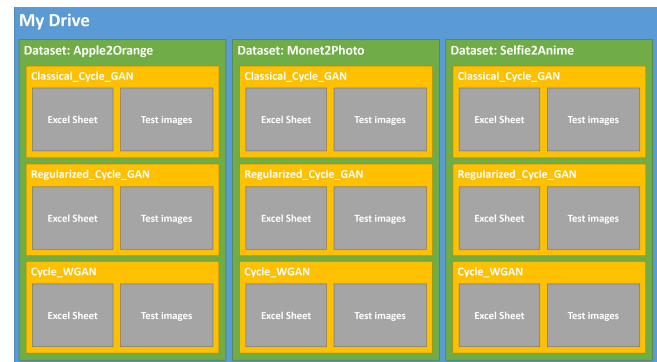 My Drive
Dataset: Apple2Orange
Classical_Cycle_GAN
Excel Sheet
Test images
Regularized_Cycle_GAN
Excel Sheet
Test images
Cycle_WGAN
Excel Sheet
Test images
Dataset: Monet2Photo
Classical_Cycle_GAN
Excel Sheet
Test images
Regularized_Cycle_GAN
Excel Sheet
Test images
Cycle_WGAN
Excel Sheet
Test images
Dataset: Selfie2Anime
Classical_Cycle_GAN
Excel Sheet
Test images
Regularized_Cycle_GAN
Excel Sheet
Test images
Cycle_WGAN
Excel Sheet
Test images